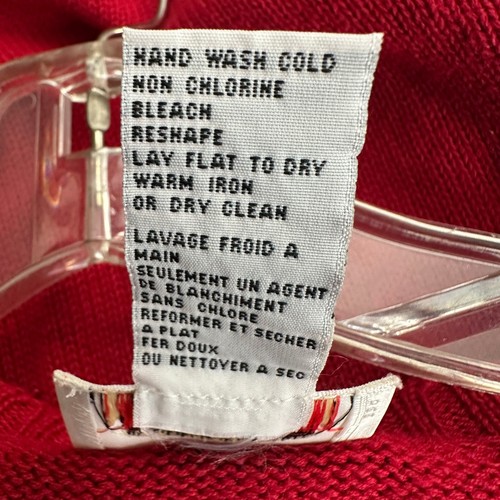 HAND WASH COLD
NON CHLORINE
BLEACH
RESHAPE
LAY FLAT TO DRY
WARM IRON
OR DRY CLEAN
LAVAGE FROID A
MAIN
SEULEMENT UN AGENT
DE BLANCHIMENT
SANS CHLORE
REFORMER ET SECHER
A PLAT
FER DOUX
OU NETTOYER A SEC